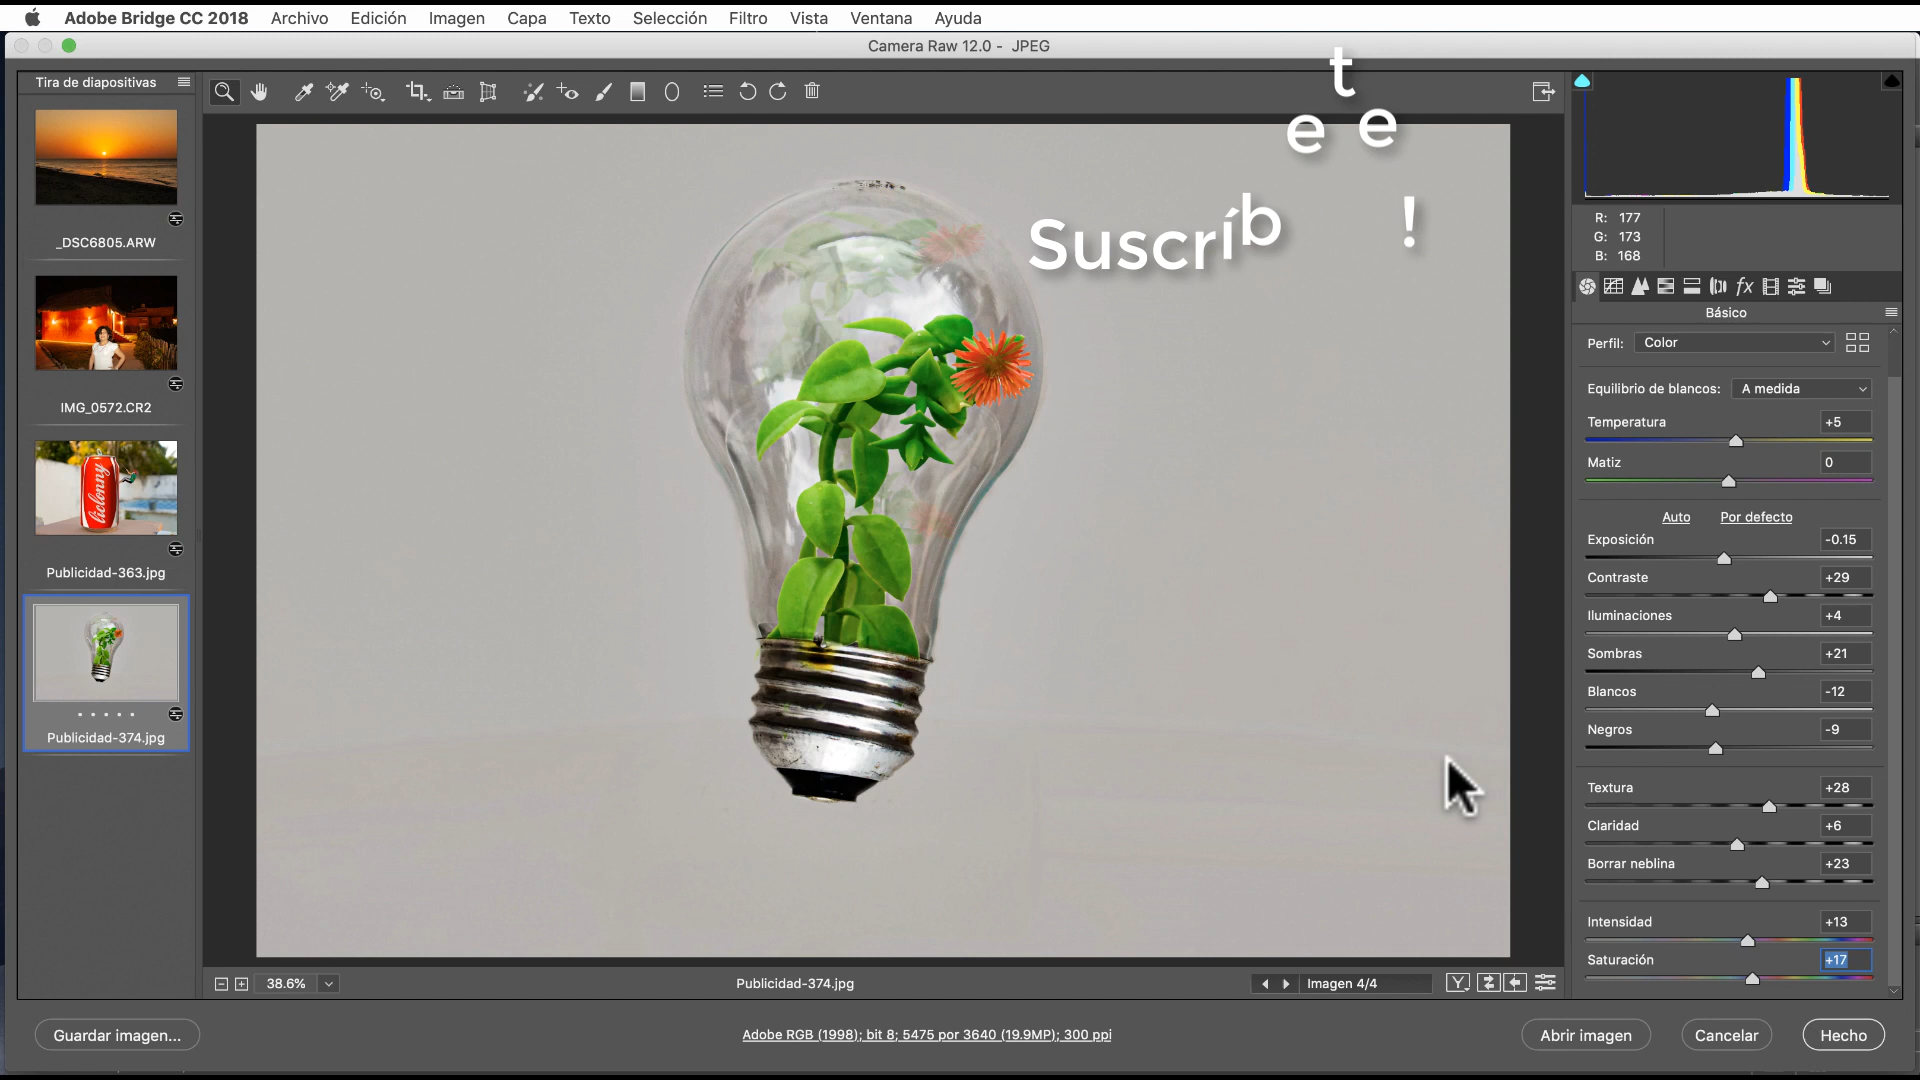 Adobe Bridge CC 2018 Archivo Edición Imagen Capa Texto Selección Filtro Vista Ventana Ayuda
Camera Raw 12.0 - JPEG
Tira de diapositivas
_DSC6805.ARW
IMG_0572.CR2
liclonny
Publicidad-363.jpg
Publicidad-374.jpg
Suscríbete!
R: 177
G: 173
B: 168
fx
Básico
Perfil: Color
Equilibrio de blancos: A medida
Temperatura +5
Matiz 0
Auto Por defecto
Exposición -0.15
Contraste +29
Iluminaciones +4
Sombras +21
Blancos -12
Negros -9
Textura +28
Claridad +6
Borrar neblina +23
Intensidad +13
Saturación +17
38.6% Publicidad-374.jpg Imagen 4/4 Y
Guardar imagen... Adobe RGB (1998); bit 8; 5475 por 3640 (19.9MP); 300 ppi Abrir imagen Cancelar Hecho